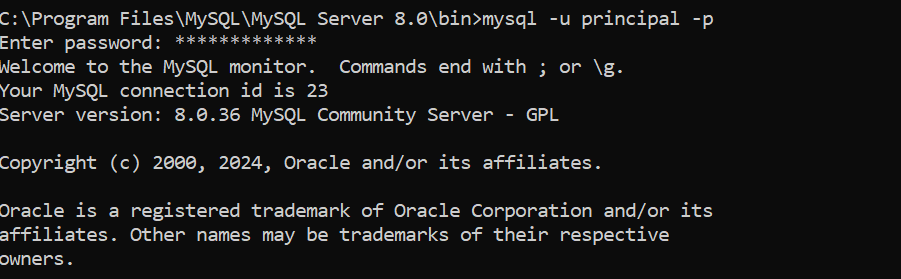 C:\Program Files\MySQL\MySQL Server 8.0\bin>mysql -u principal -p
Enter password: *************
Welcome to the MySQL monitor.  Commands end with ; or \g.
Your MySQL connection id is 23
Server version: 8.0.36 MySQL Community Server - GPL

Copyright (c) 2000, 2024, Oracle and/or its affiliates.

Oracle is a registered trademark of Oracle Corporation and/or its
affiliates. Other names may be trademarks of their respective
owners.